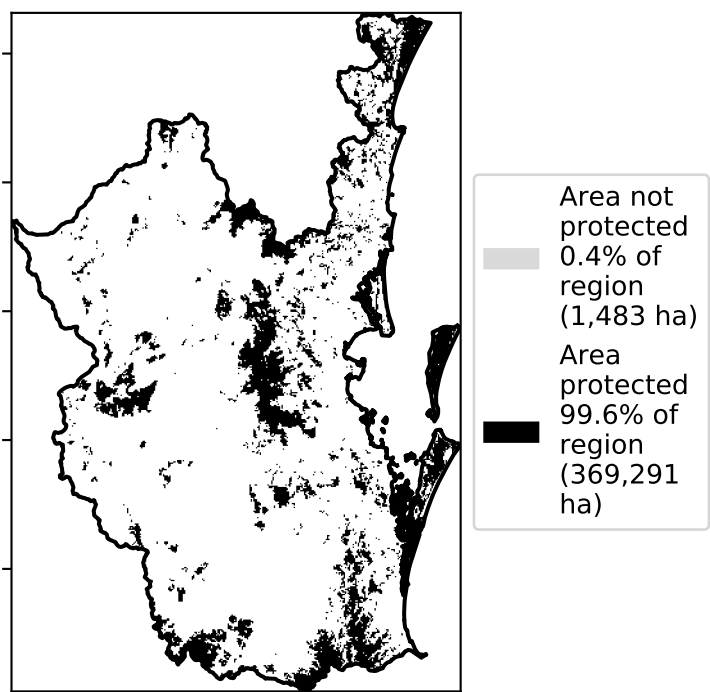 Area not
protected
0.4% of
region
(1,483 ha)
Area
protected
99.6% of
region
(369,291
ha)